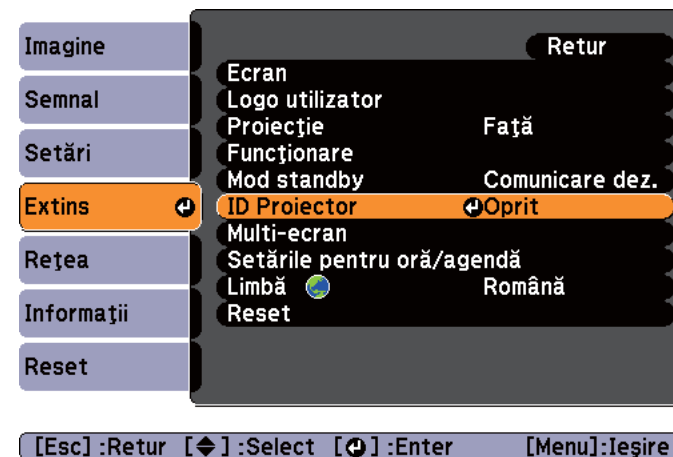 Imagine
Semnal
Setări
Extins
Reţea
Informaţii
Reset
Retur
Ecran
Logo utilizator
Proiecţie Faţă
Funcţionare
Mod standby Comunicare dez.
ID Proiector Oprit
Multi-ecran
Setările pentru oră/agendă
Limbă Română
Reset
[Esc] :Retur [◆] :Select [↵] :Enter [Menu]:Ieşire